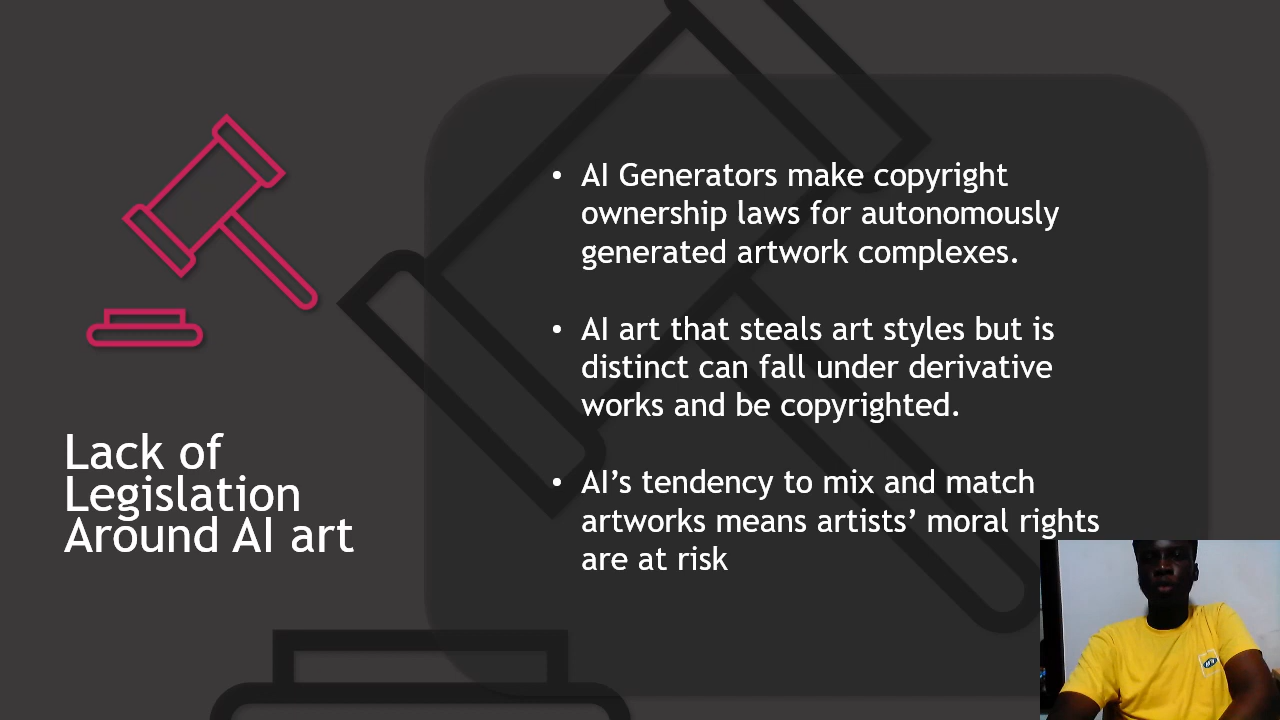 Lack of
Legislation
Around AI art
• AI Generators make copyright
ownership laws for autonomously
generated artwork complexes.
• AI art that steals art styles but is
distinct can fall under derivative
works and be copyrighted.
• AI’s tendency to mix and match
artworks means artists’ moral rights
are at risk